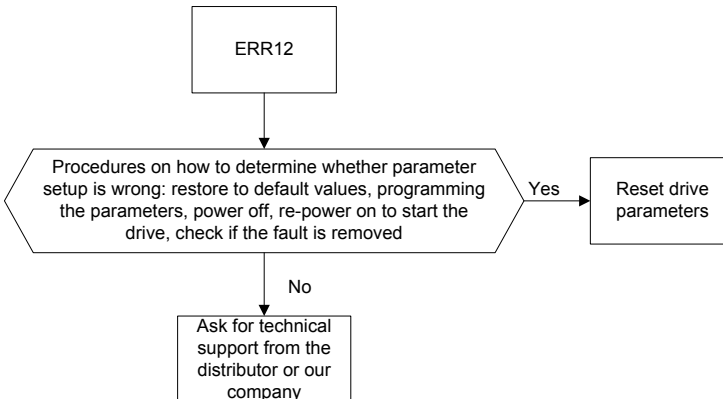 ERR12
Procedures on how to determine whether parameter
setup is wrong: restore to default values, programming
the parameters, power off, re-power on to start the
drive, check if the fault is removed
Yes
Reset drive
parameters
No
Ask for technical
support from the
distributor or our
company